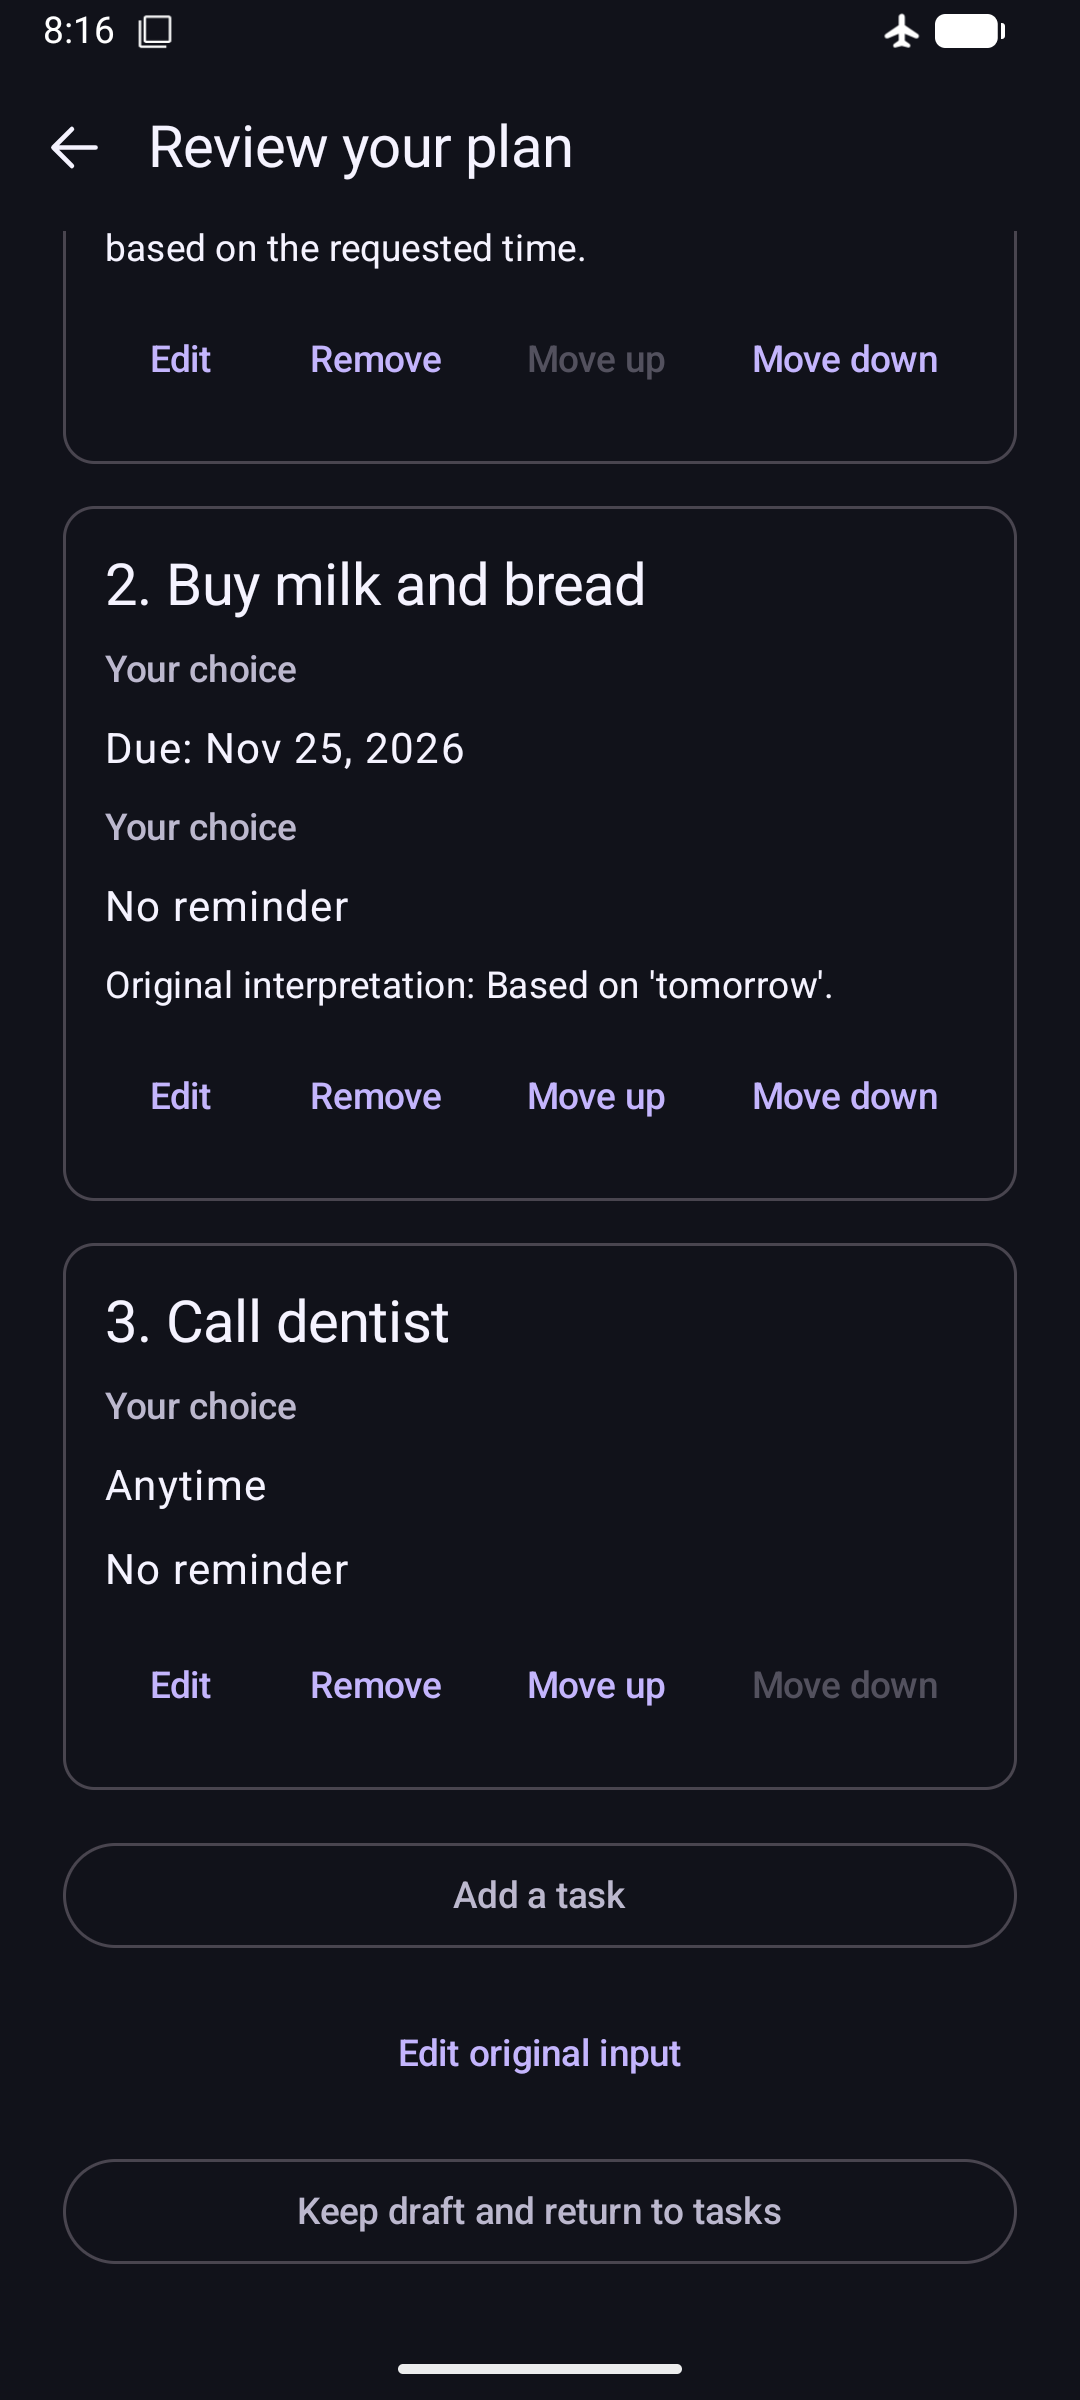 8:16
Review your plan
based on the requested time.
Edit Remove Move up Move down
2. Buy milk and bread
Your choice
Due: Nov 25, 2026
Your choice
No reminder
Original interpretation: Based on 'tomorrow'.
Edit Remove Move up Move down
3. Call dentist
Your choice
Anytime
No reminder
Edit Remove Move up Move down
Add a task
Edit original input
Keep draft and return to tasks